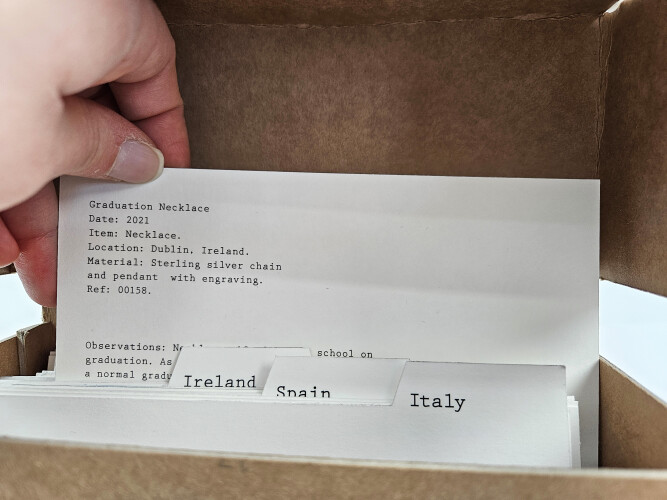 Graduation Necklace
Date: 2021
Item: Necklace.
Location: Dublin, Ireland.
Material: Sterling silver chain
and pendant with engraving.
Ref: 00158.
Observations: school on
graduation. As
a normal
Ireland
Spain
Italy